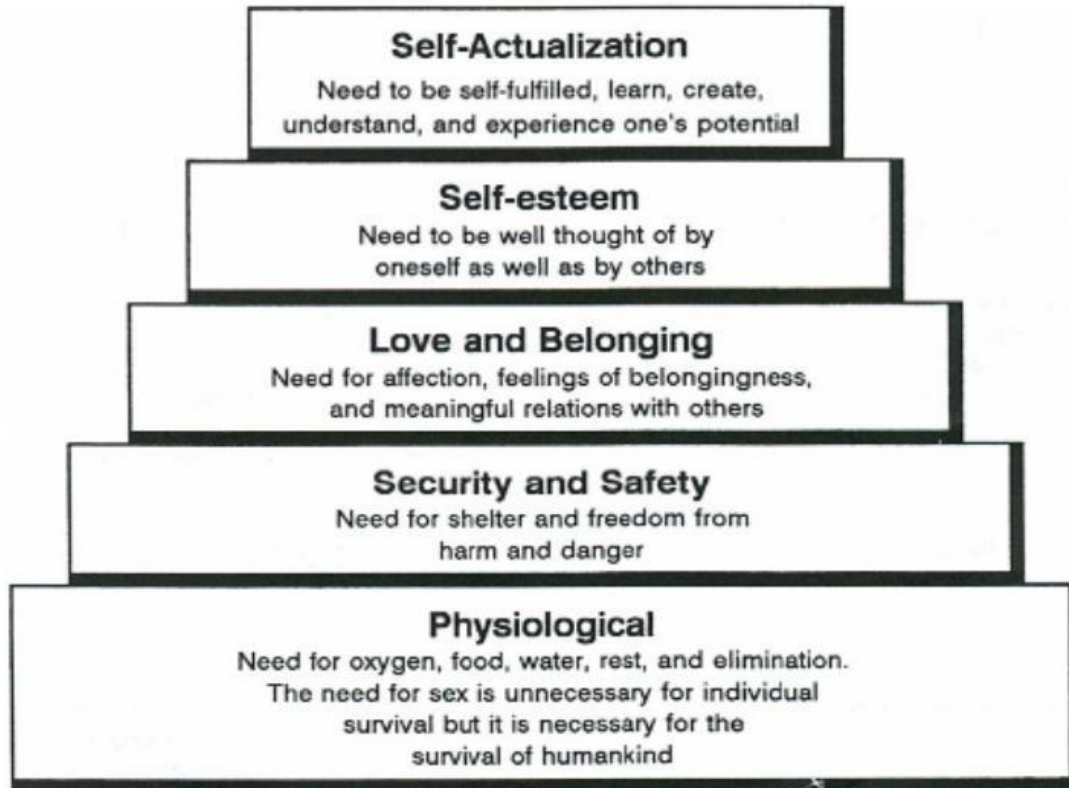 Self-Actualization
Need to be self-fulfilled, learn, create,
understand, and experience one's potential
Self-esteem
Need to be well thought of by
oneself as well as by others
Love and Belonging
Need for affection, feelings of belongingness,
and meaningful relations with others
Security and Safety
Need for shelter and freedom from
harm and danger
Physiological
Need for oxygen, food, water, rest, and elimination.
The need for sex is unnecessary for individual
survival but it is necessary for the
survival of humankind